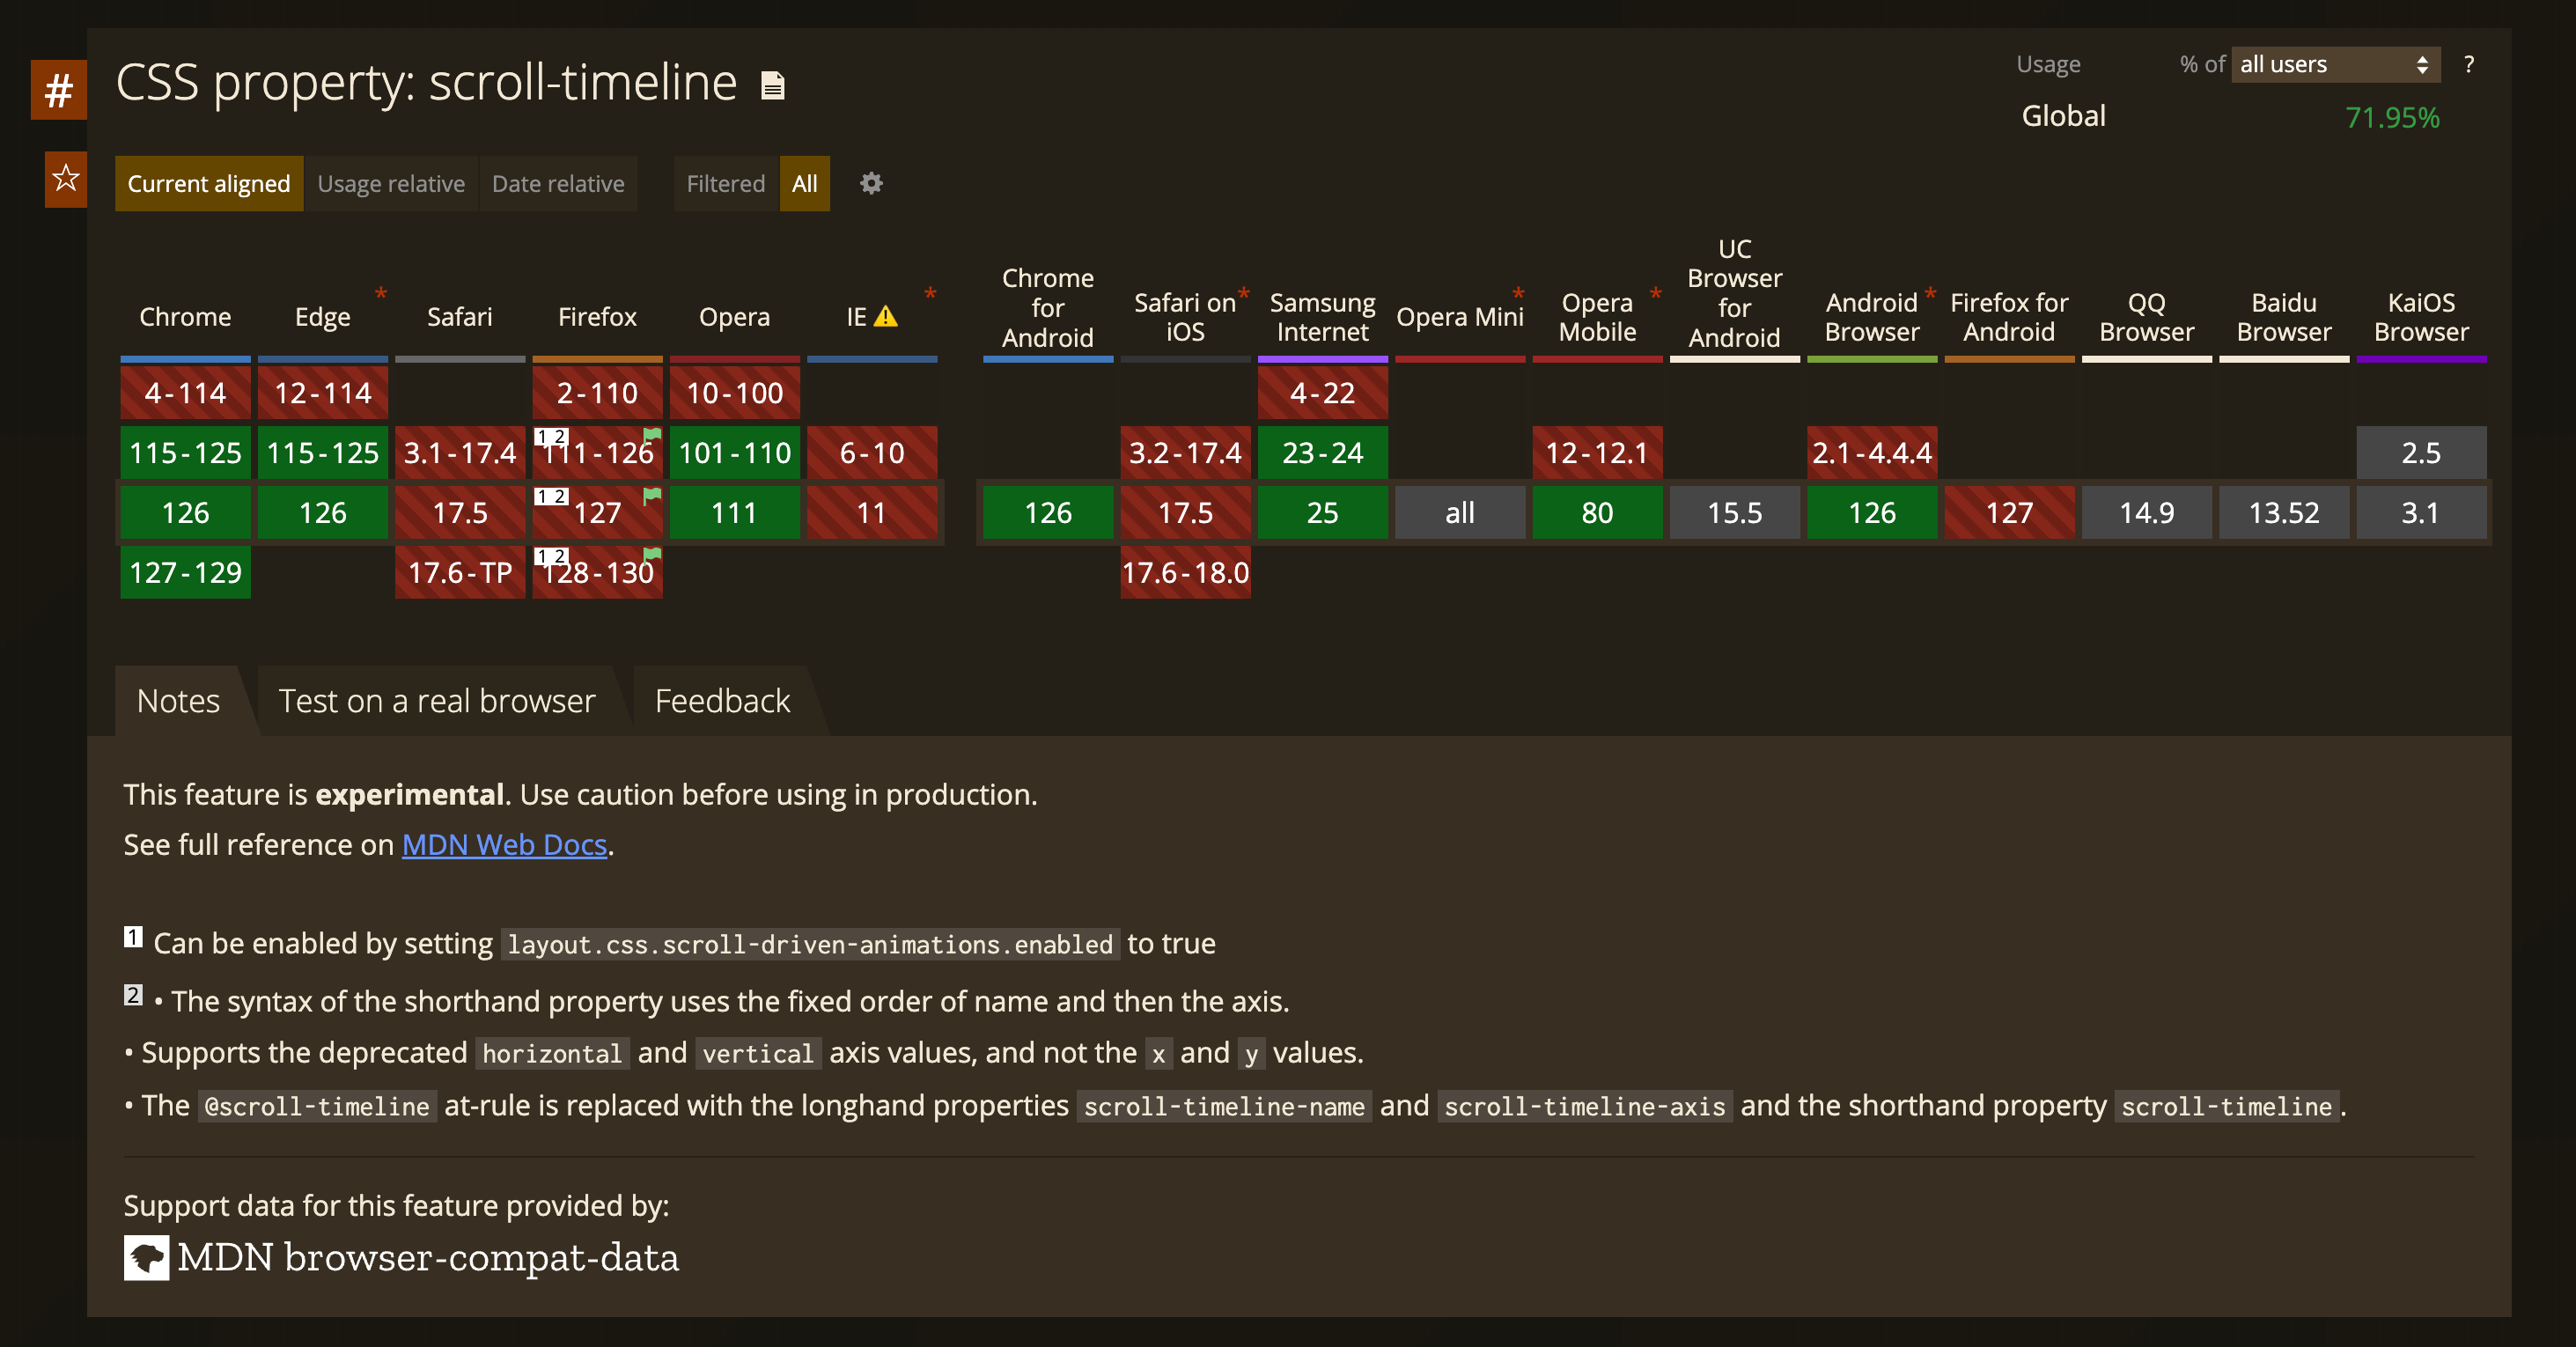 #
CSS property: scroll-timeline
Usage % of all users ?
Global 71.95%
Current aligned Usage relative Date relative Filtered All
Chrome Edge * Safari Firefox Opera IE *
Chrome for Android Safari on iOS * Samsung Internet Opera Mini * Opera Mobile * UC Browser for Android Android Browser * Firefox for Android QQ Browser Baidu Browser KaiOS Browser
4-114 12-114 2-110 10-100 4-22
115-125 115-125 3.1-17.4 1 2 111-126 101-110 6-10 3.2-17.4 23-24 12-12.1 2.1-4.4.4 2.5
126 126 17.5 1 2 127 111 11 126 17.5 25 all 80 15.5 126 127 14.9 13.52 3.1
127-129 17.6-TP 1 2 128-130 17.6-18.0
Notes Test on a real browser Feedback
This feature is experimental. Use caution before using in production.
See full reference on MDN Web Docs.
1 Can be enabled by setting layout.css.scroll-driven-animations.enabled to true
2 • The syntax of the shorthand property uses the fixed order of name and then the axis.
• Supports the deprecated horizontal and vertical axis values, and not the x and y values.
• The @scroll-timeline at-rule is replaced with the longhand properties scroll-timeline-name and scroll-timeline-axis and the shorthand property scroll-timeline.
Support data for this feature provided by:
MDN browser-compat-data